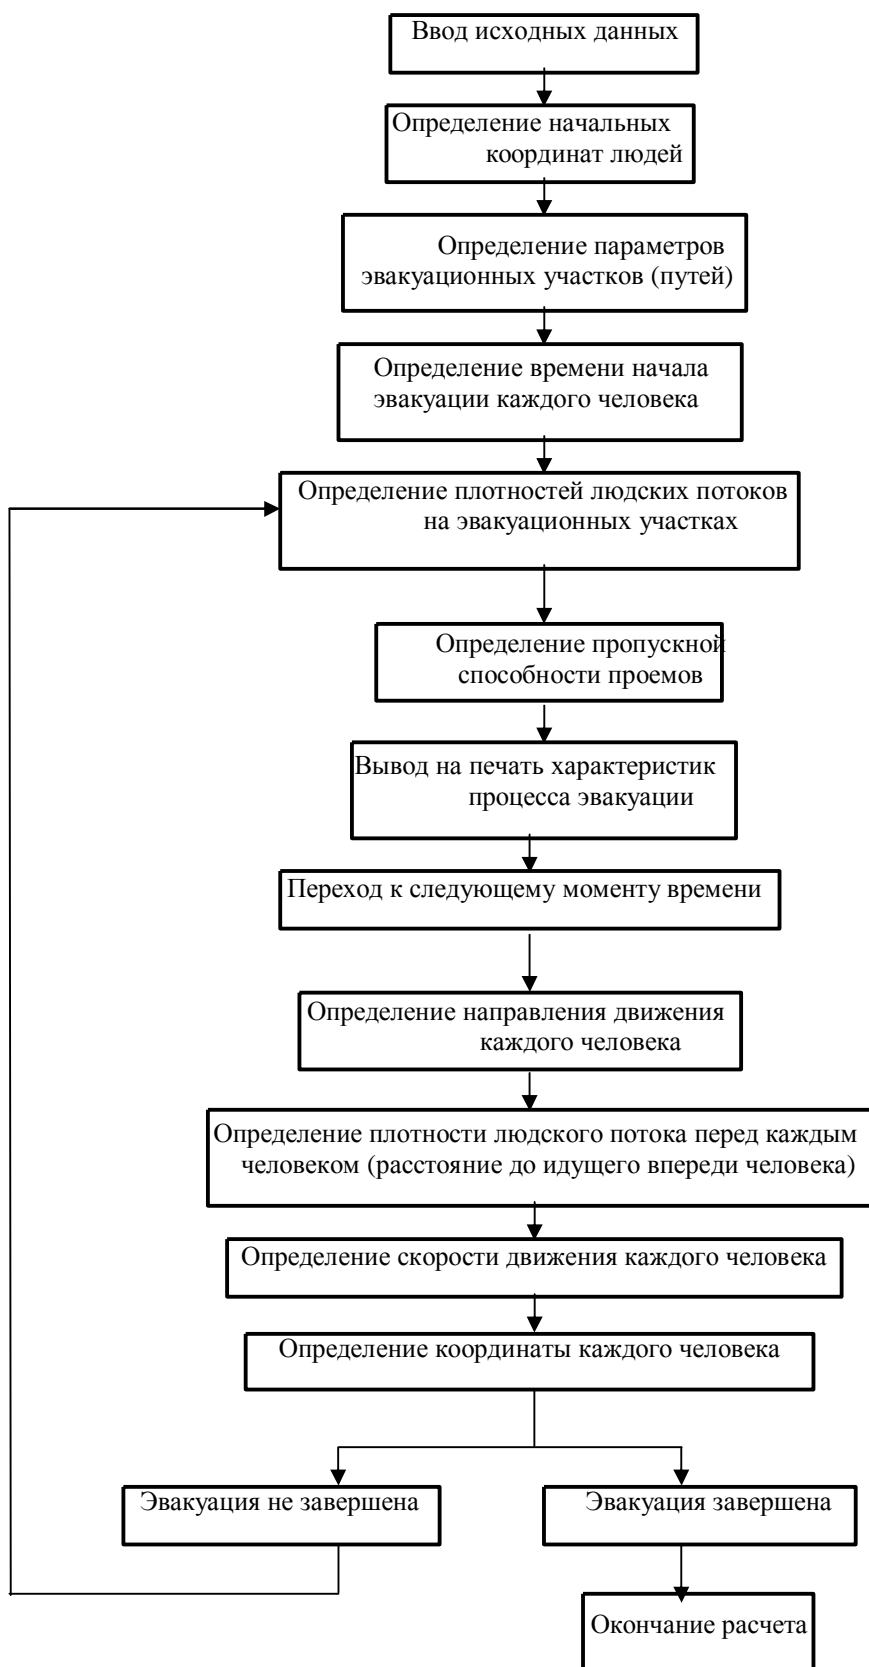 Ввод исходных данных
Определение начальных
координат людей
Определение параметров
эвакуационных участков (путей)
Определение времени начала
эвакуации каждого человека
Определение плотностей людских потоков
на эвакуационных участках
Определение пропускной
способности проемов
Вывод на печать характеристик
процесса эвакуации
Переход к следующему моменту времени
Определение направления движения
каждого человека
Определение плотности людского потока перед каждым
человеком (расстояние до идущего впереди человека)
Определение скорости движения каждого человека
Определение координаты каждого человека
Эвакуация не завершена
Эвакуация завершена
Окончание расчета